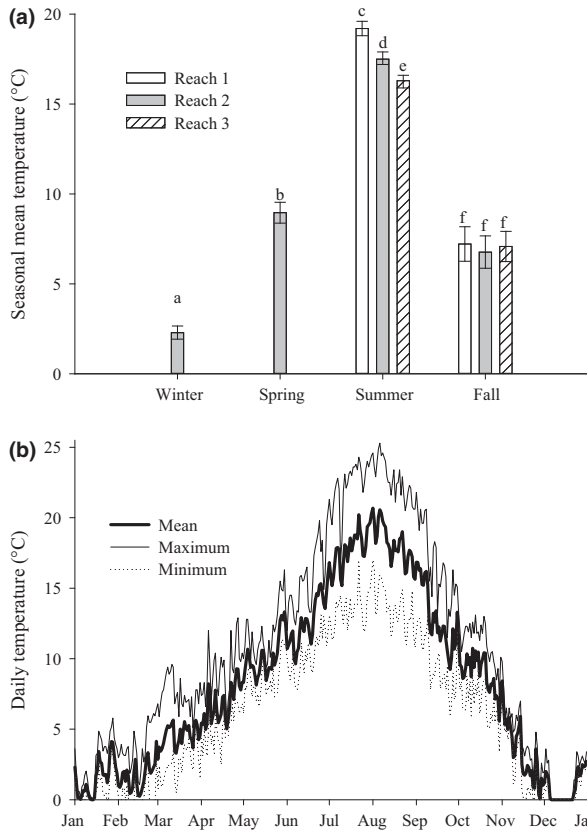 (a)
20
15
10
5
0
Seasonal mean temperature (°C)
Reach 1
Reach 2
Reach 3
a
b
c
d
e
f f f
Winter Spring Summer Fall
(b)
25
20
15
10
5
0
Daily temperature (°C)
Mean
Maximum
Minimum
Jan Feb Mar Apr May Jun Jul Aug Sep Oct Nov Dec